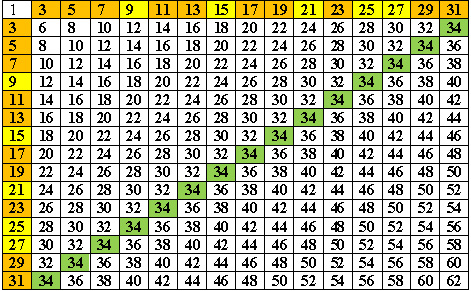 1 3 5 7 9 11 13 15 17 19 21 23 25 27 29 31
3 6 8 10 12 14 16 18 20 22 24 26 28 30 32 34
5 8 10 12 14 16 18 20 22 24 26 28 30 32 34 36
7 10 12 14 16 18 20 22 24 26 28 30 32 34 36 38
9 12 14 16 18 20 22 24 26 28 30 32 34 36 38 40
11 14 16 18 20 22 24 26 28 30 32 34 36 38 40 42
13 16 18 20 22 24 26 28 30 32 34 36 38 40 42 44
15 18 20 22 24 26 28 30 32 34 36 38 40 42 44 46
17 20 22 24 26 28 30 32 34 36 38 40 42 44 46 48
19 22 24 26 28 30 32 34 36 38 40 42 44 46 48 50
21 24 26 28 30 32 34 36 38 40 42 44 46 48 50 52
23 26 28 30 32 34 36 38 40 42 44 46 48 50 52 54
25 28 30 32 34 36 38 40 42 44 46 48 50 52 54 56
27 30 32 34 36 38 40 42 44 46 48 50 52 54 56 58
29 32 34 36 38 40 42 44 46 48 50 52 54 56 58 60
31 34 36 38 40 42 44 46 48 50 52 54 56 58 60 62